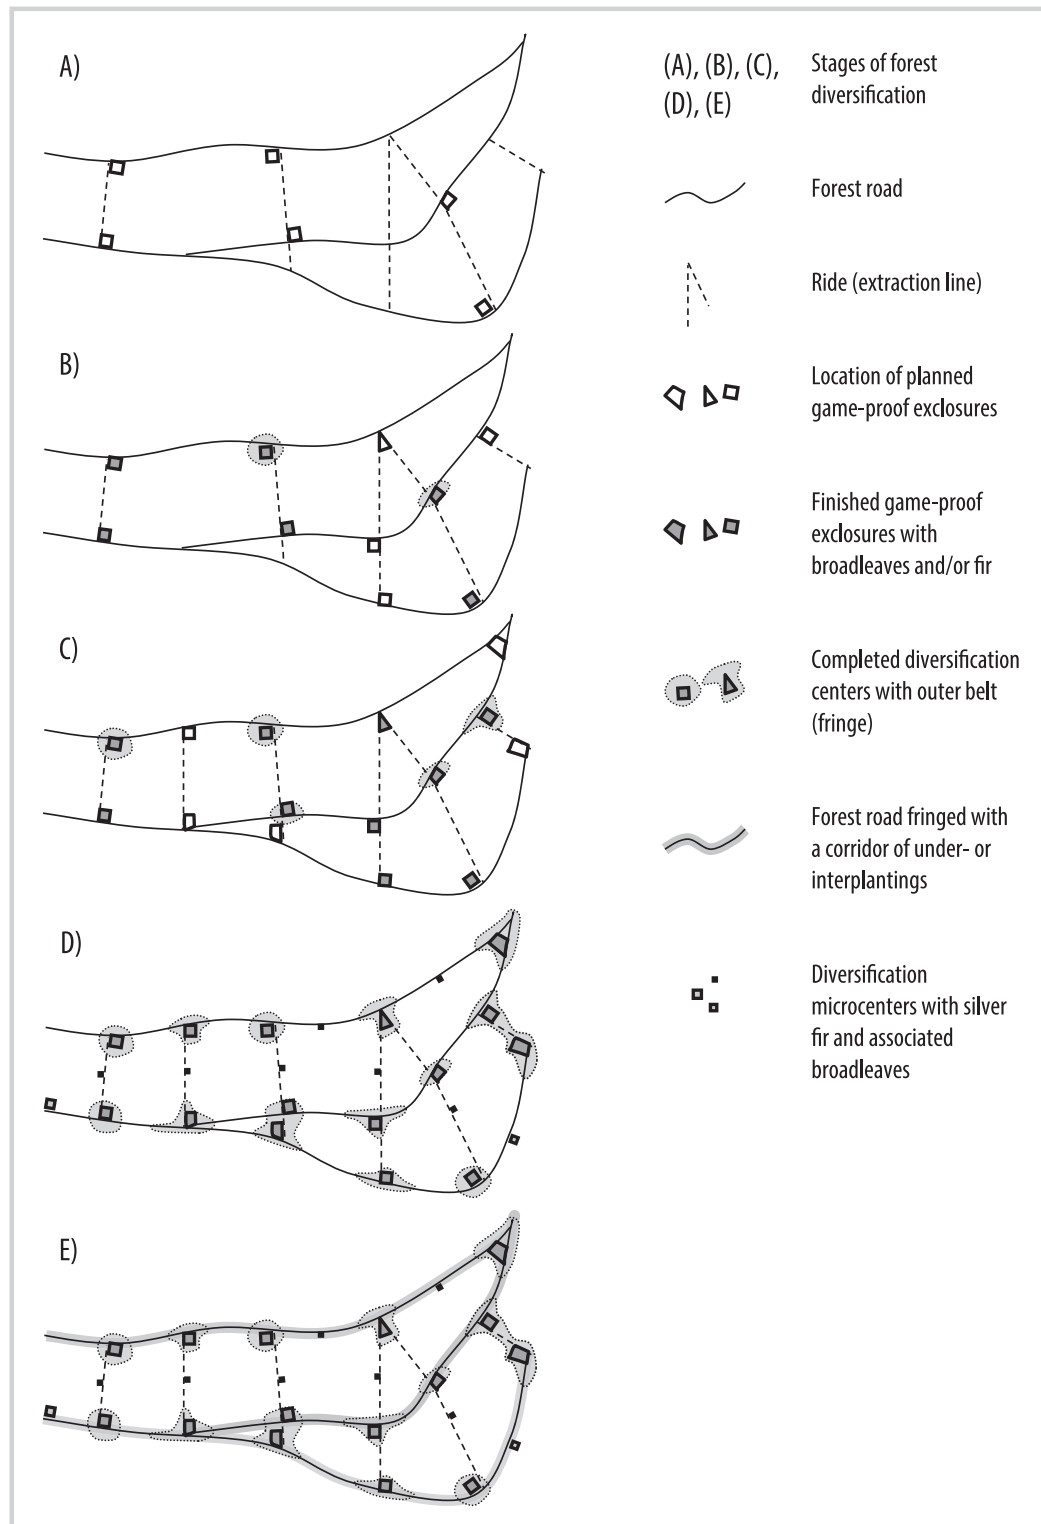 A)
B)
C)
D)
E)
(A), (B), (C),
(D), (E)
Stages of forest
diversification
Forest road
Ride (extraction line)
Location of planned
game-proof exclosures
Finished game-proof
exclosures with
broadleaves and/or fir
Completed diversification
centers with outer belt
(fringe)
Forest road fringed with
a corridor of under- or
interplantings
Diversification
microcenters with silver
fir and associated
broadleaves